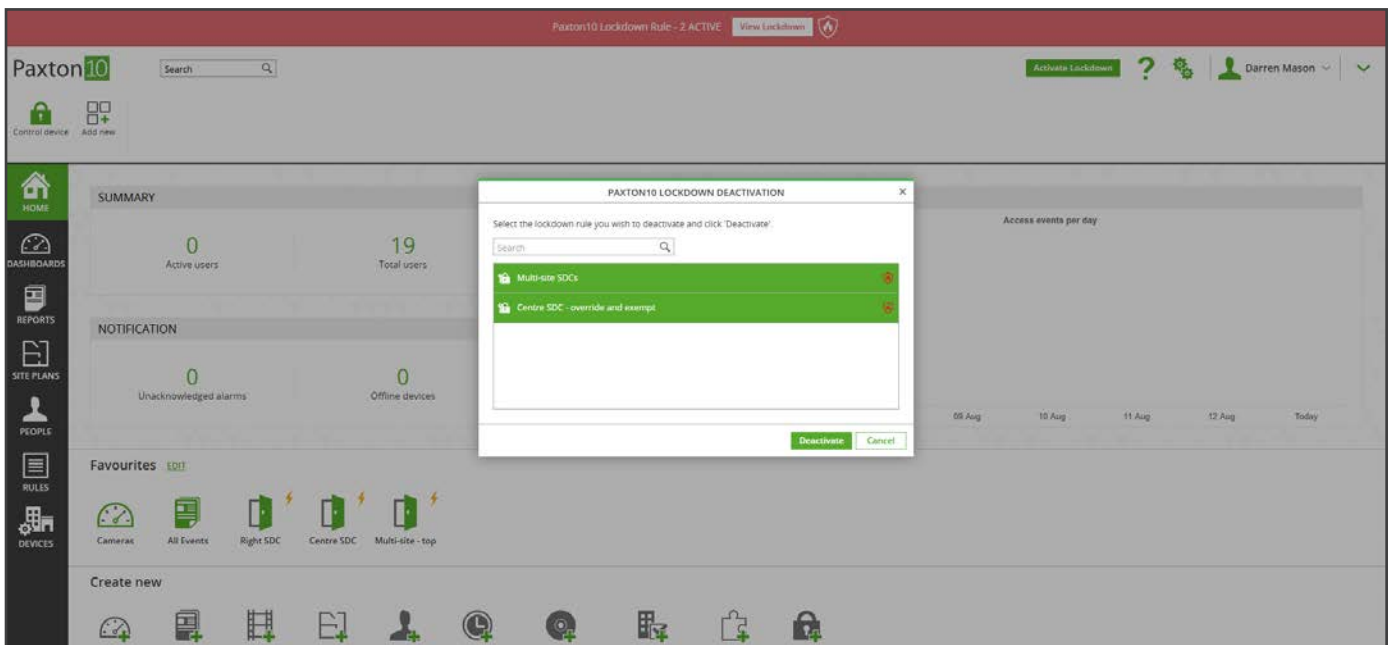 Paxton10 Lockdown Rule - 2 ACTIVE View Lockdown
Paxton10 Search Activate Lockdown ? Darren Mason
Control device Add new
HOME
DASHBOARDS
REPORTS
SITE PLANS
PEOPLE
RULES
DEVICES
SUMMARY
0 19
Active users Total users
NOTIFICATION
0 0
Unacknowledged alarms Offline devices
PAXTON10 LOCKDOWN DEACTIVATION x
Select the lockdown rule you wish to deactivate and click 'Deactivate'.
Search
Multi-site SDCs
Centre SDC - override and exempt
Deactivate Cancel
Access events per day
09 Aug 10 Aug 11 Aug 12 Aug Today
Favourites EDIT
Cameras All Events Right SDC Centre SDC Multi-site - top
Create new